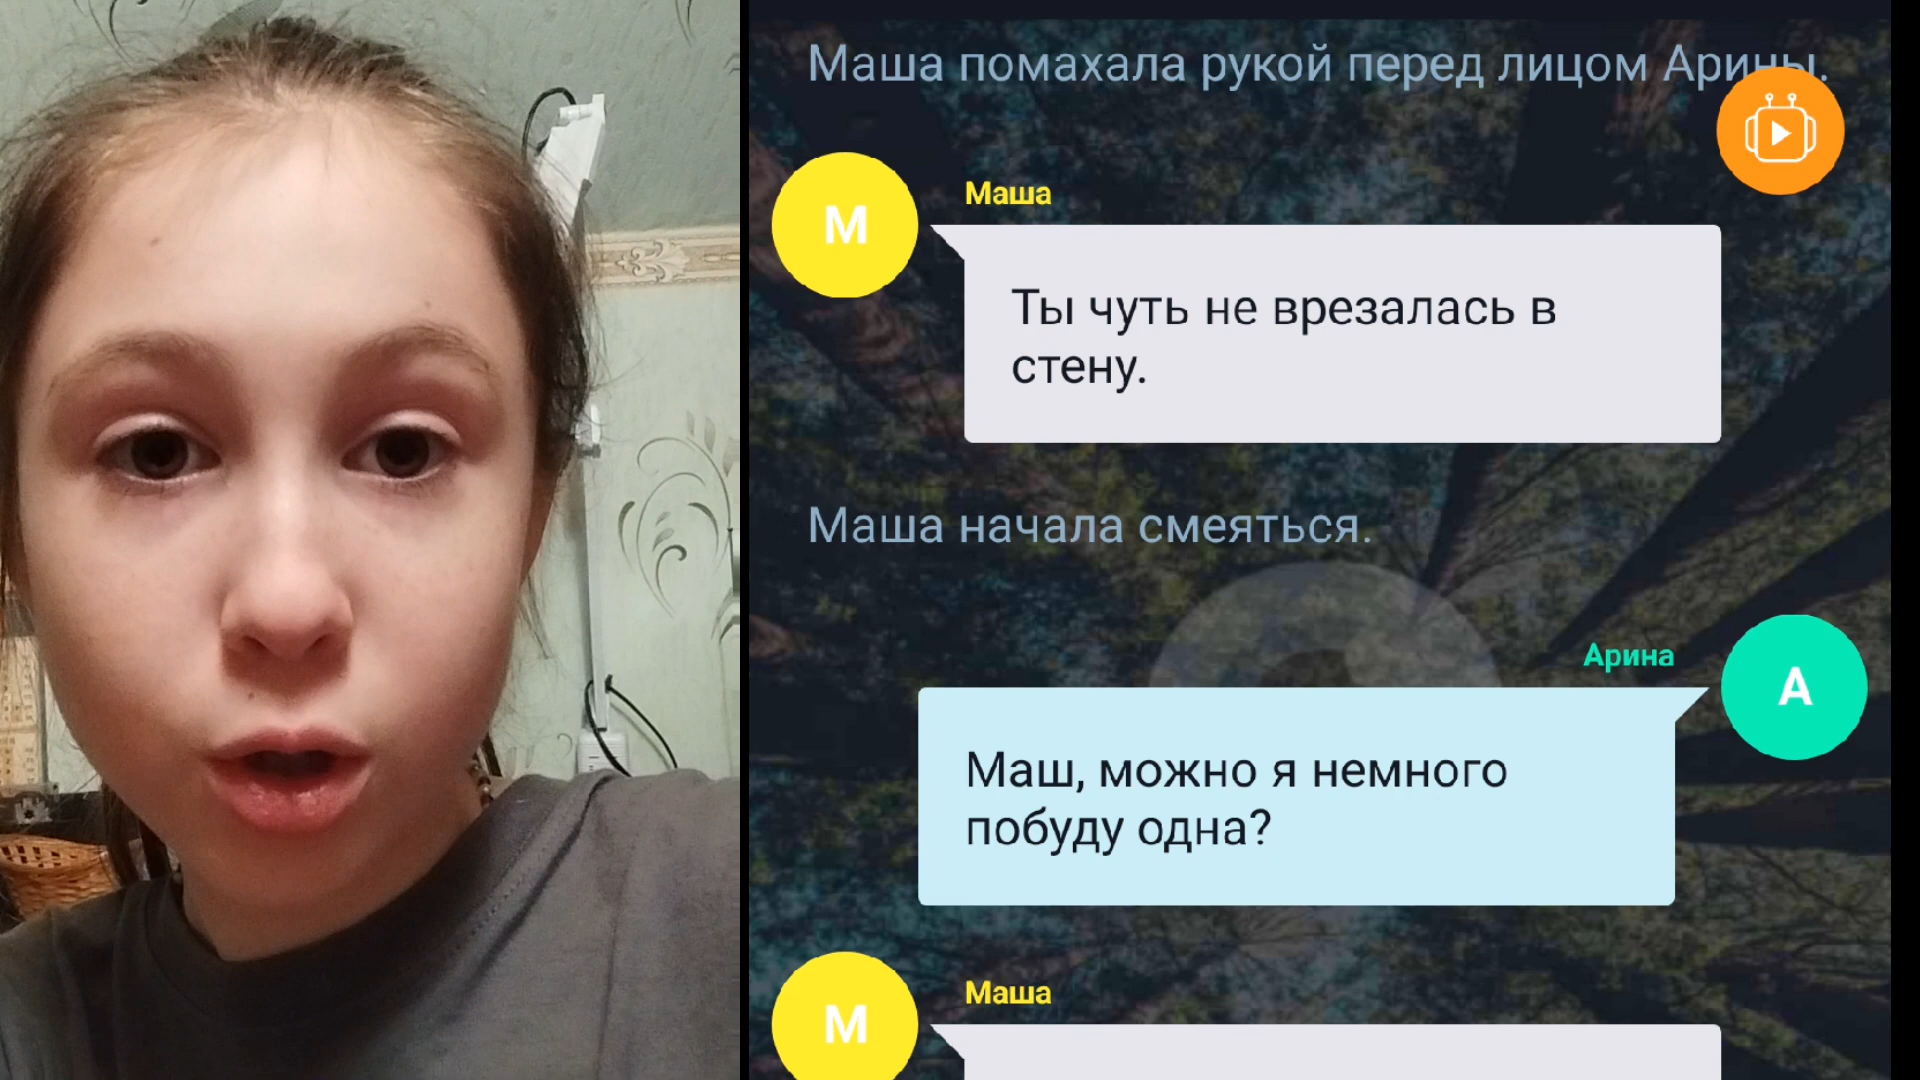 Маша помахала рукой перед лицом Арины.
М
Маша
Ты чуть не врезалась в
стену.
Маша начала смеяться.
Арина
А
Маш, можно я немного
побуду одна?
Маша
М